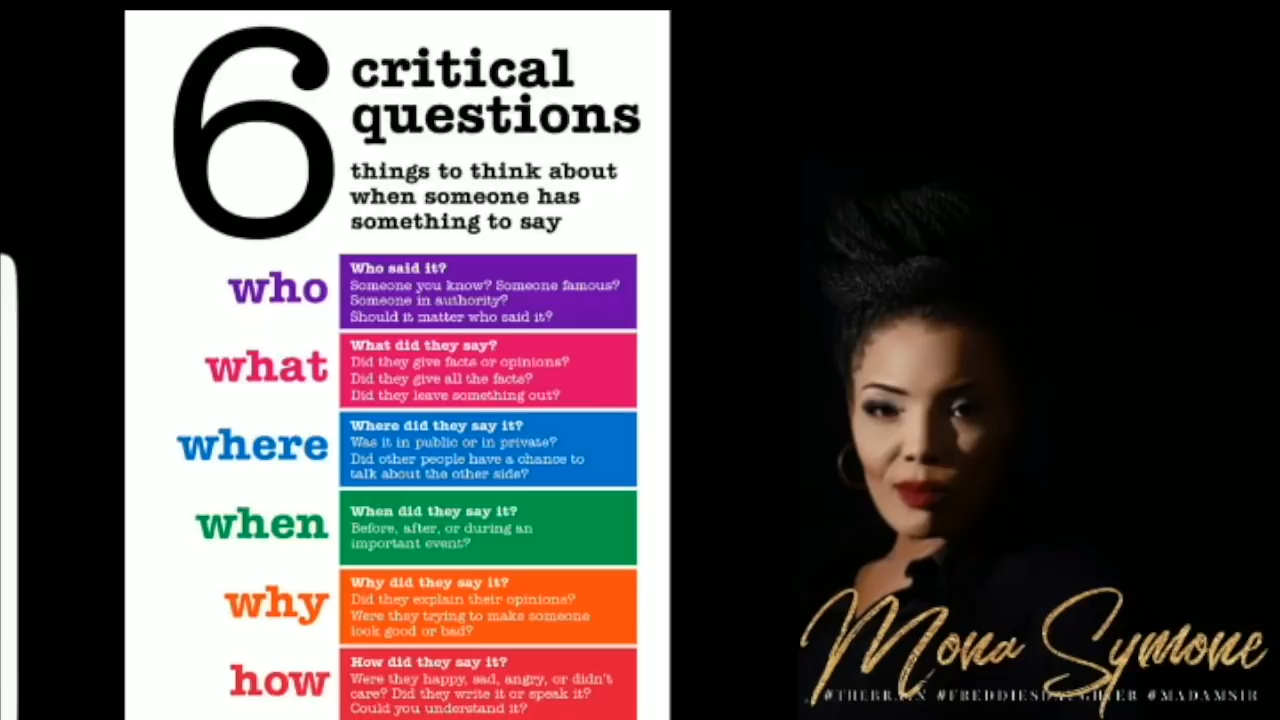 6
critical
questions
things to think about
when someone has
something to say
who
Who said it?
Someone you know? Someone famous?
Someone in authority?
Should it matter who said it?
what
What did they say?
Did they give facts or opinions?
Did they give all the facts?
Did they leave something out?
where
Where did they say it?
Was it in public or in private?
Did other people have a chance to
talk about the other side?
when
When did they say it?
Before, after, or during an
important event?
why
Why did they say it?
Did they explain their opinions?
Were they trying to make someone
look good or bad?
how
How did they say it?
Were they happy, sad, angry, or didn't
care? Did they write it or speak it?
Could you understand it?
Mona Symone
#THEBRAIN #FREDDIESDAUGHTER #MADAMSIR